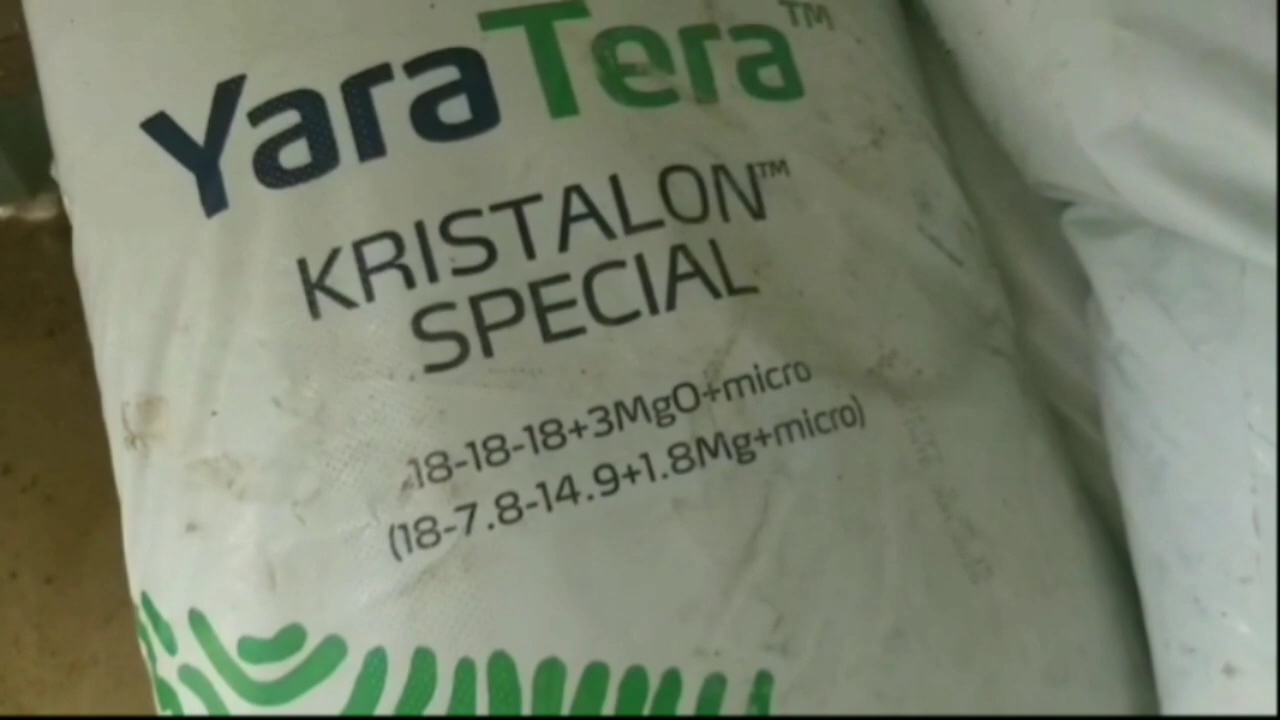 YaraTera™
KRISTALON™
SPECIAL
18-18-18+3MgO+micro
(18-7.8-14.9+1.8Mg+micro)